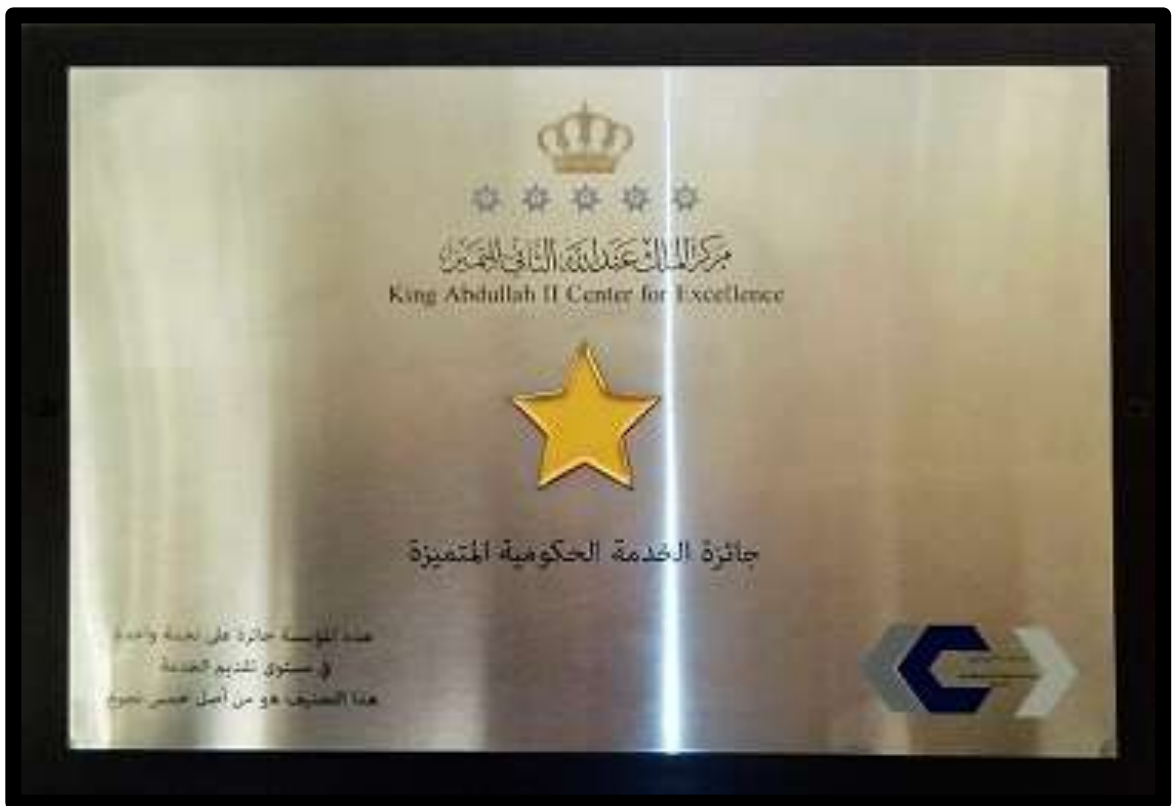 مركز الملك عبدالله الثاني للتميز
King Abdullah II Center for Excellence
جائزة الخدمة الحكومية المتميزة
هذه المؤسسة حائزة على نجمة واحدة
في مستوى تقديم الخدمة
هذا التصنيف هو من أصل خمس نجوم